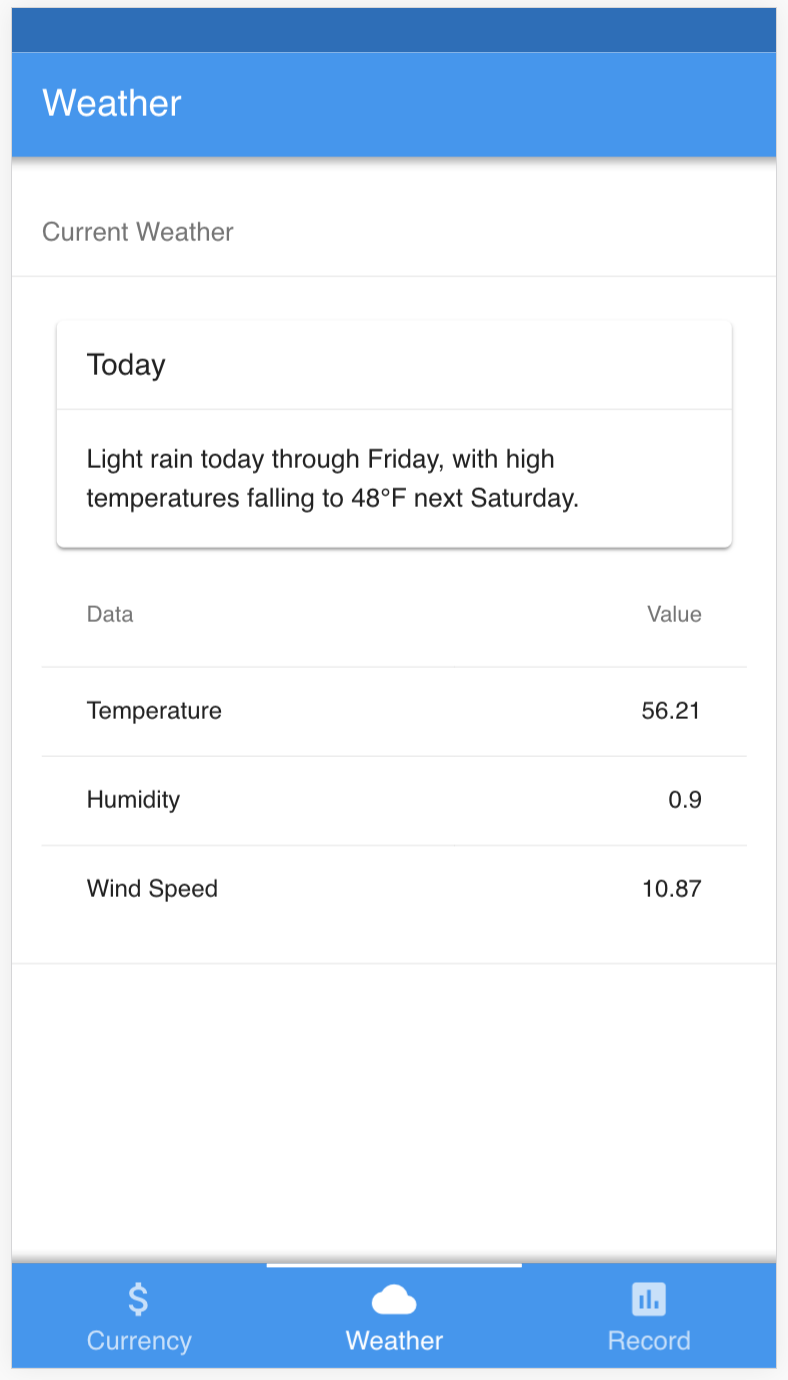 Weather
Current Weather
Today
Light rain today through Friday, with high
temperatures falling to 48°F next Saturday.
Data Value
Temperature 56.21
Humidity 0.9
Wind Speed 10.87
$
Currency Weather Record